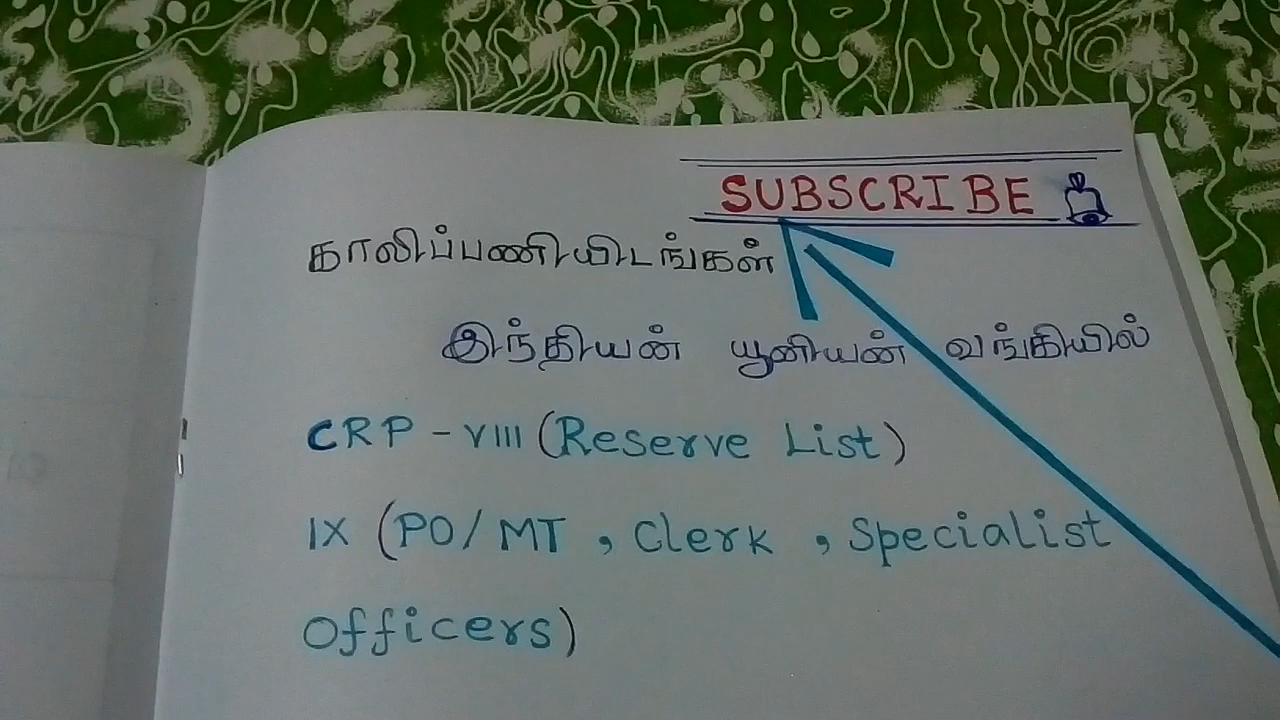 SUBSCRIBE
காலிப்பணியிடங்கள்
இந்தியன் யூனியன் வங்கியில்
CRP - VIII (Reserve List)
IX (PO/MT, Clerk, Specialist
Officers)